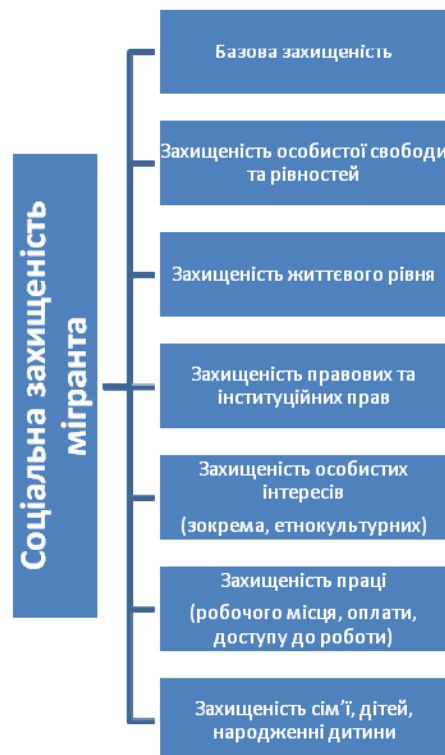 Соціальна захищеність
мігранта
Базова захищеність
Захищеність особистої свободи
та рівностей
Захищеність життєвого рівня
Захищеність правових та
інституційних прав
Захищеність особистих
інтересів
(зокрема, етнокультурних)
Захищеність праці
(робочого місця, оплати,
доступу до роботи)
Захищеність сім’ї, дітей,
народженні дитини